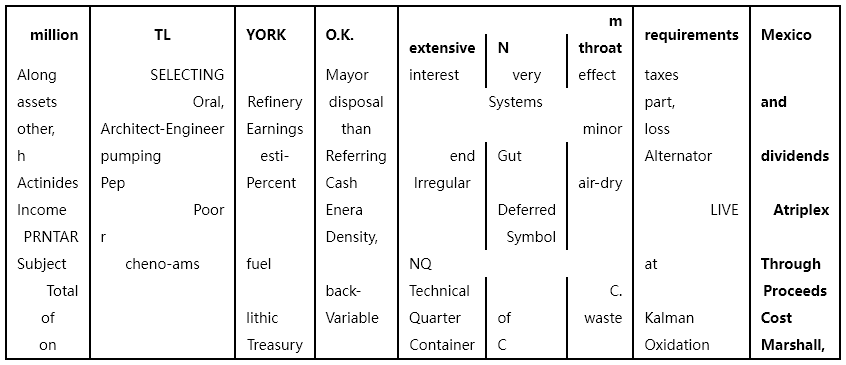 m
million TL YORK O.K. extensive N throat requirements Mexico
Along SELECTING Mayor interest very effect taxes
assets Oral, Refinery disposal Systems part, and
other, Architect-Engineer Earnings than minor loss
h pumping esti- Referring end Gut Alternator dividends
Actinides Pep Percent Cash Irregular air-dry
Income Poor Enera Deferred LIVE Atriplex
PRNTAR r Density, Symbol
Subject cheno-ams fuel NQ at Through
Total back- Technical C. Proceeds
of lithic Variable Quarter of waste Kalman Cost
on Treasury Container C Oxidation Marshall,